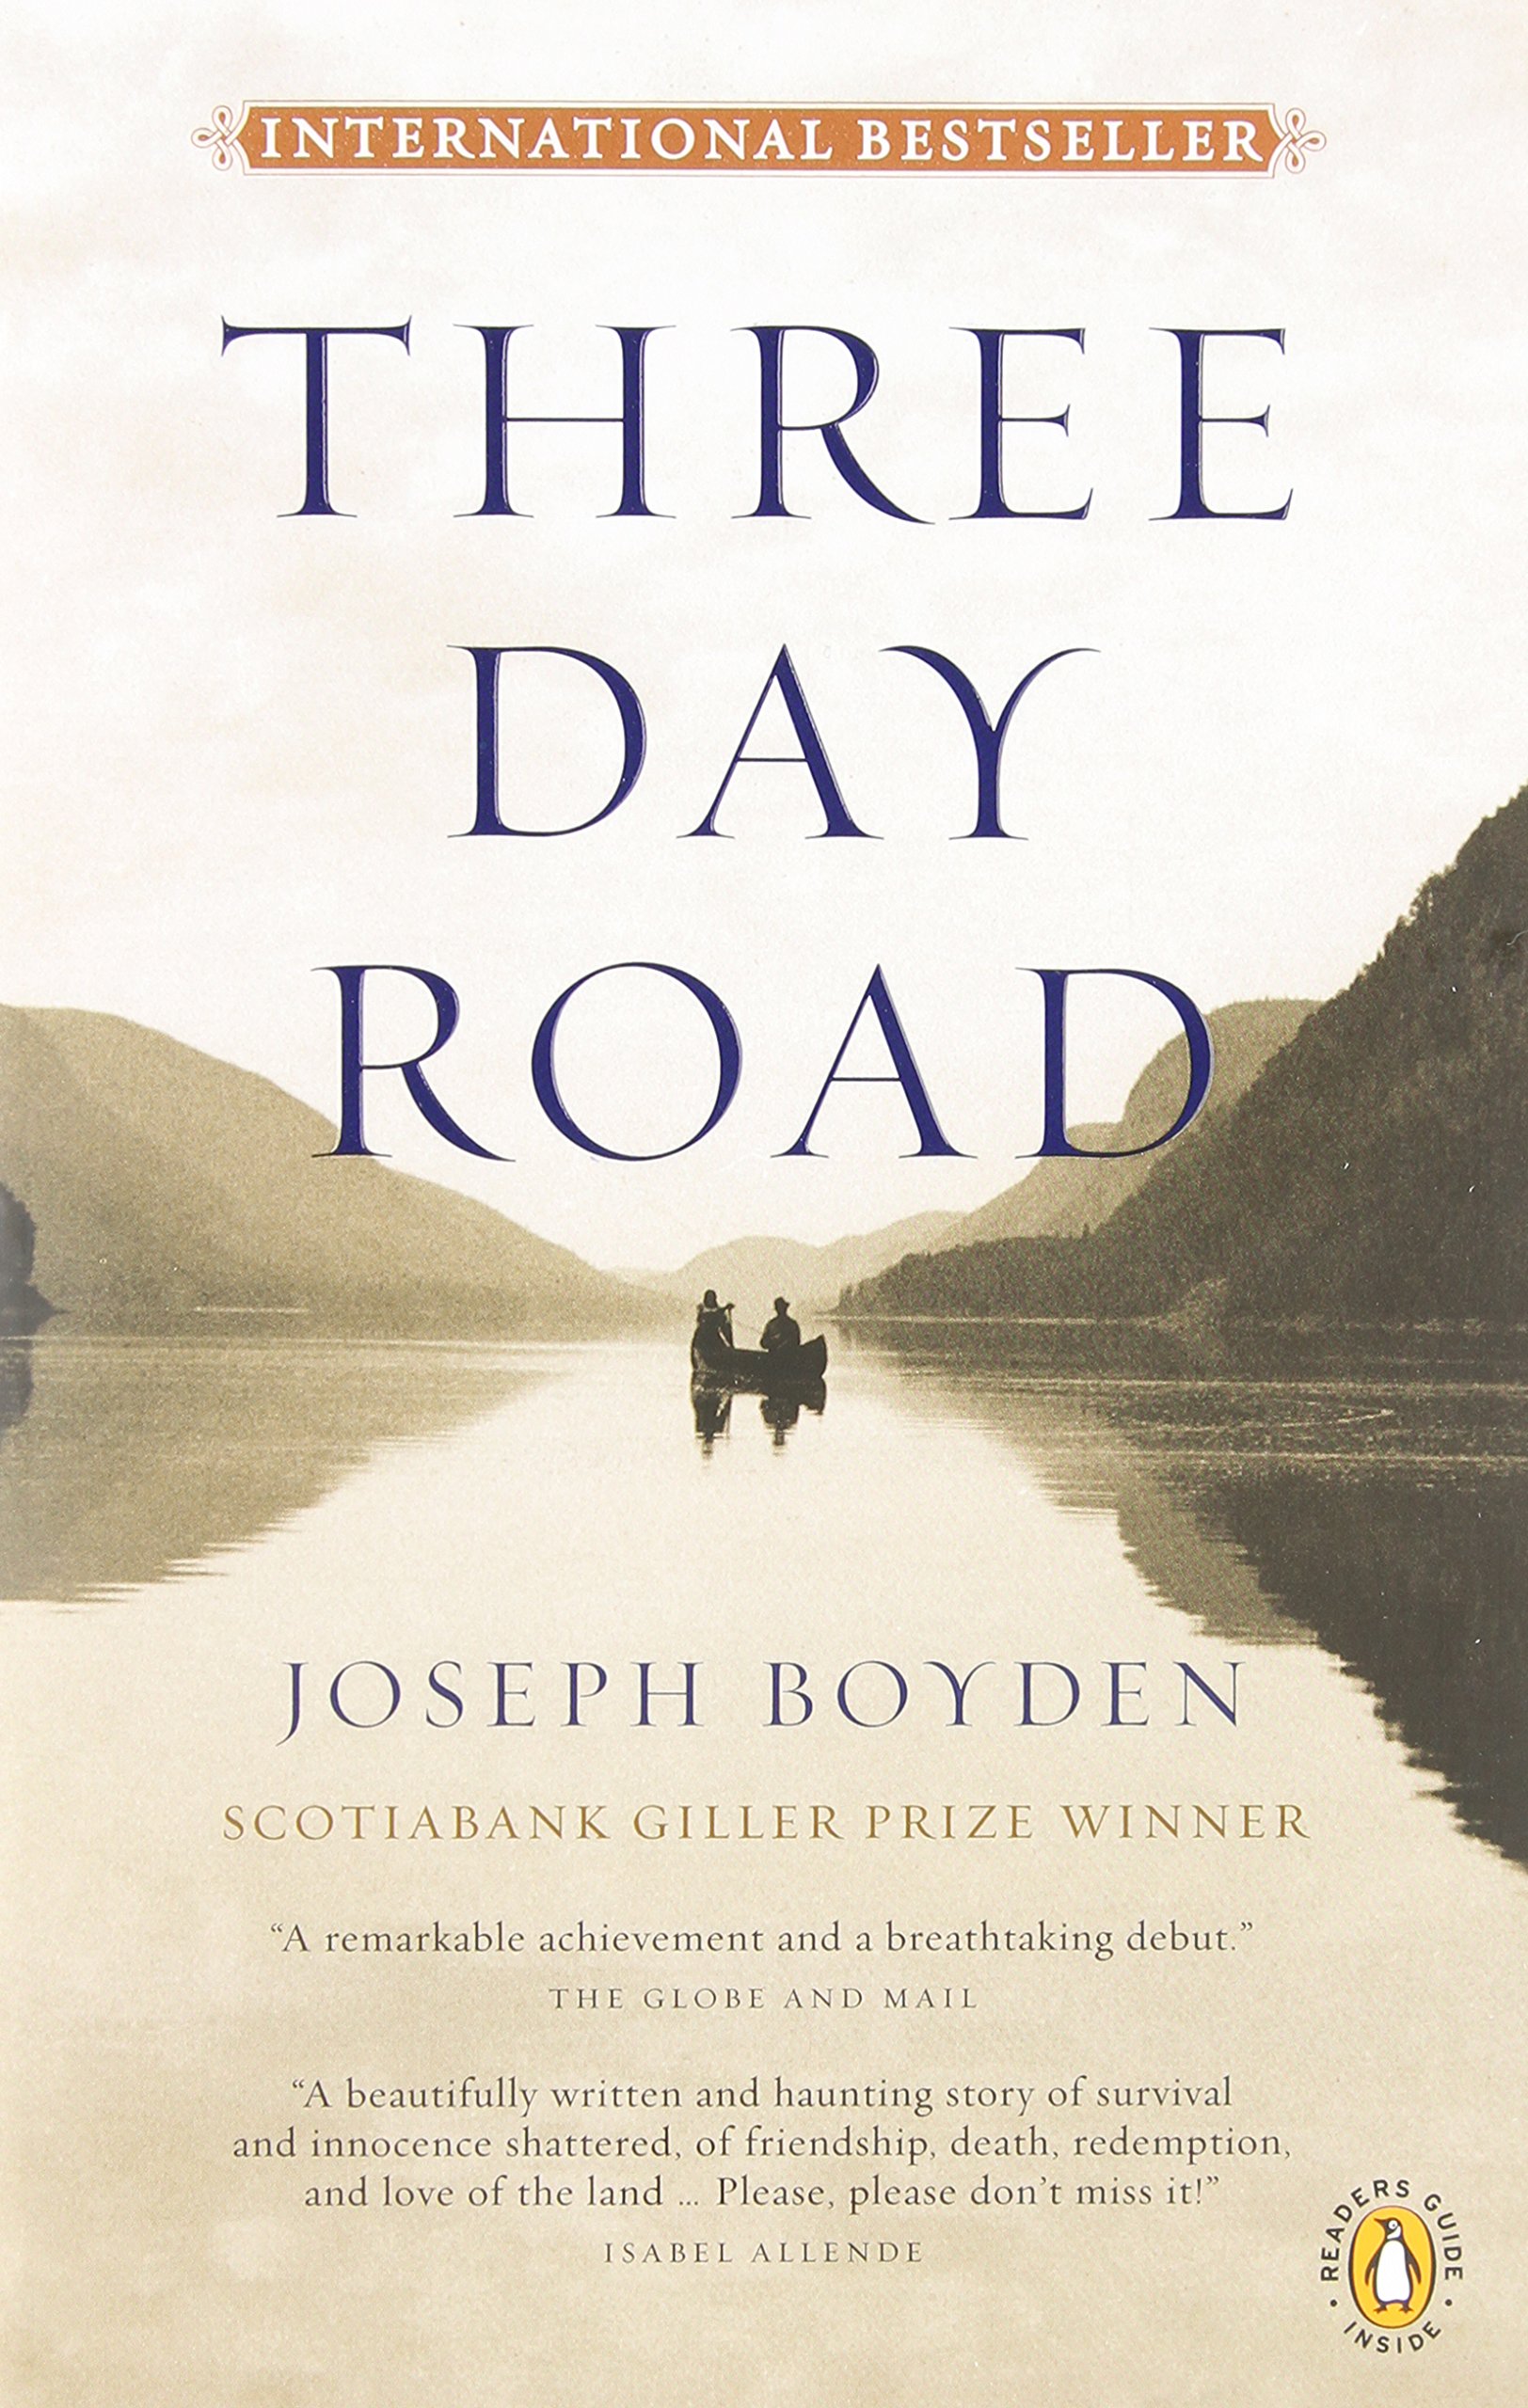 INTERNATIONAL BESTSELLER
THREE
DAY
ROAD
JOSEPH BOYDEN
SCOTIABANK GILLER PRIZE WINNER
“A remarkable achievement and a breathtaking debut.”
THE GLOBE AND MAIL
“A beautifully written and haunting story of survival
and innocence shattered, of friendship, death, redemption,
and love of the land ... Please, please don’t miss it!”
ISABEL ALLENDE
READERS GUIDE
• INSIDE •